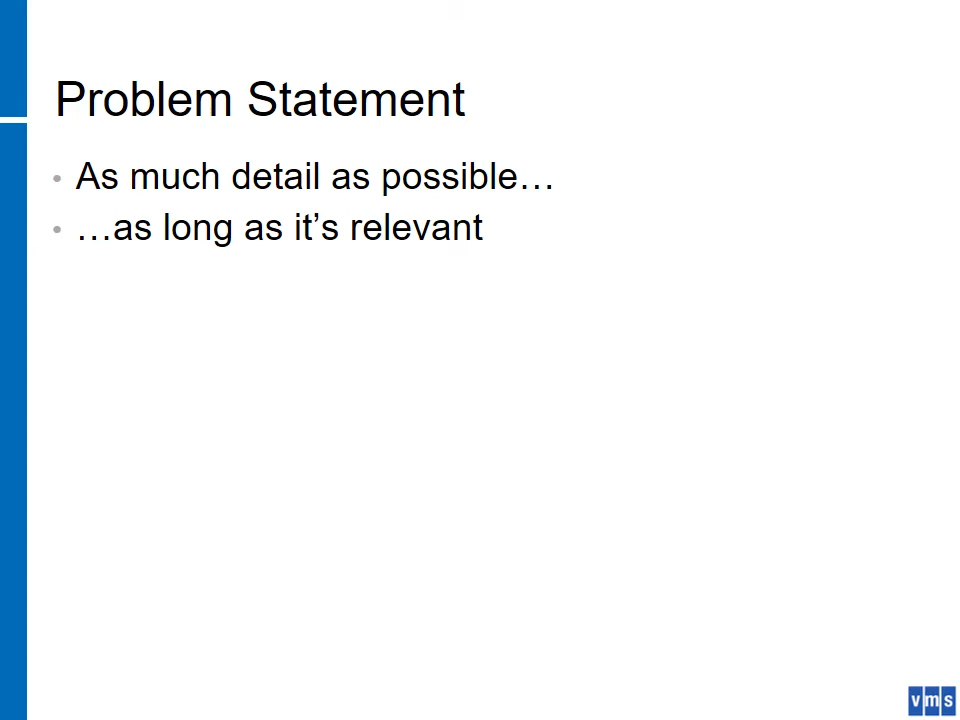 Problem Statement
• As much detail as possible…
• …as long as it’s relevant
vms